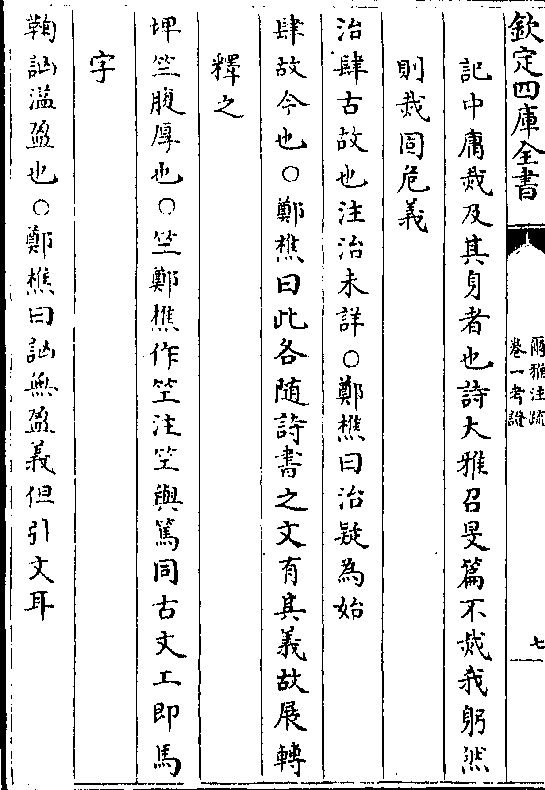 欽定四庫全書
爾雅注疏
卷一考證
七
記中庸烖及其身者也詩大雅召旻篇不烖我躬然
則烖固危義
治肆古故也注治未詳○鄭樵曰治疑為始
肆故今也○鄭樵曰此各随詩書之文有其義故展轉
釋之
埤竺腹厚也○竺鄭樵作笁注笁與篤同古文工即馬
字
鞫訩溢盈也○鄭樵曰訩無盈義但引文耳